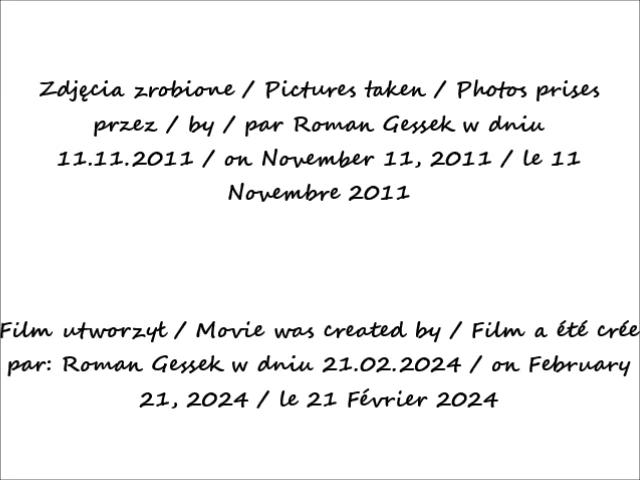 Zdjęcia zrobione / Pictures taken / Photos prises
przez / by / par Roman Gessek w dniu
11.11.2011 / on November 11, 2011 / le 11
Novembre 2011
Film utworzył / Movie was created by / Film a été crée
par: Roman Gessek w dniu 21.02.2024 / on February
21, 2024 / le 21 Février 2024